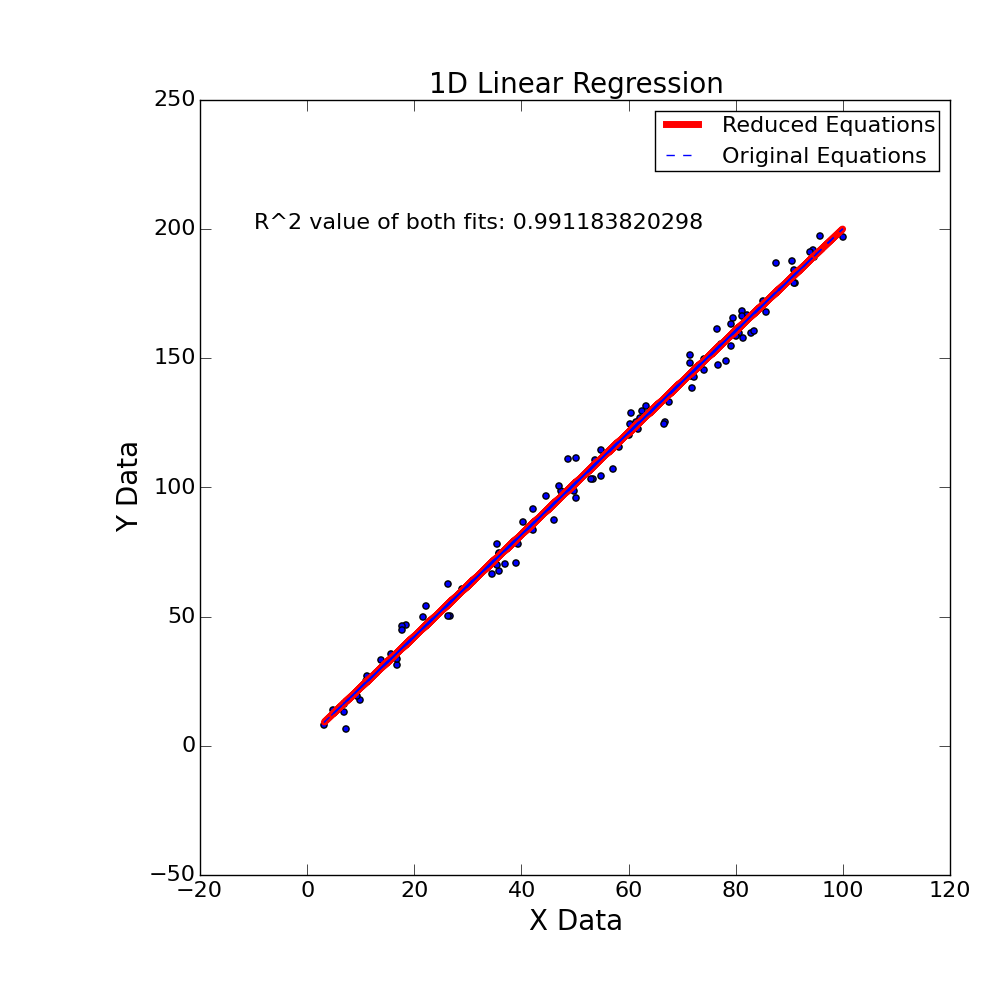 1D Linear Regression
250
Reduced Equations
Original Equations
R^2 value of both fits: 0.991183820298
200
150
100
50
0
−50
Y Data
−20 0 20 40 60 80 100 120
X Data